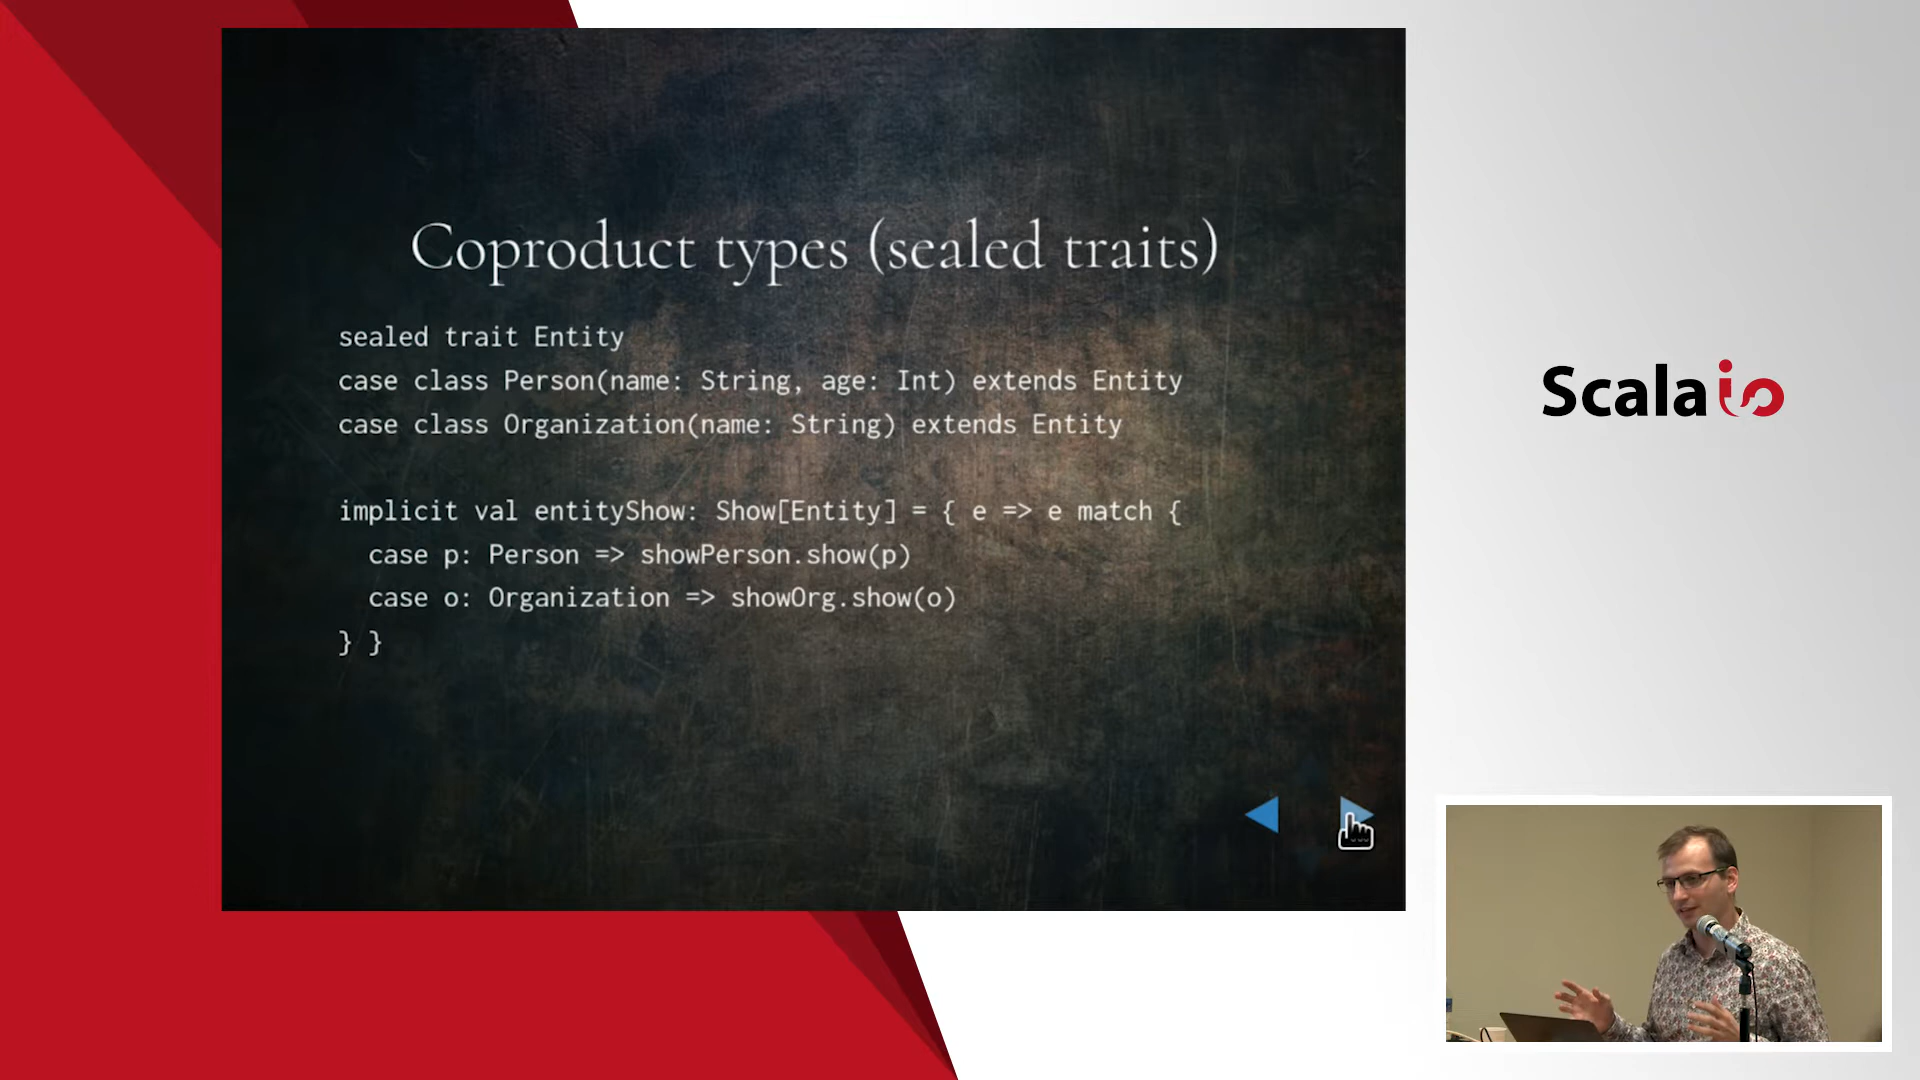 Coproduct types (sealed traits)
sealed trait Entity
case class Person(name: String, age: Int) extends Entity
case class Organization(name: String) extends Entity
implicit val entityShow: Show[Entity] = { e => e match {
  case p: Person => showPerson.show(p)
  case o: Organization => showOrg.show(o)
} }
Scala io